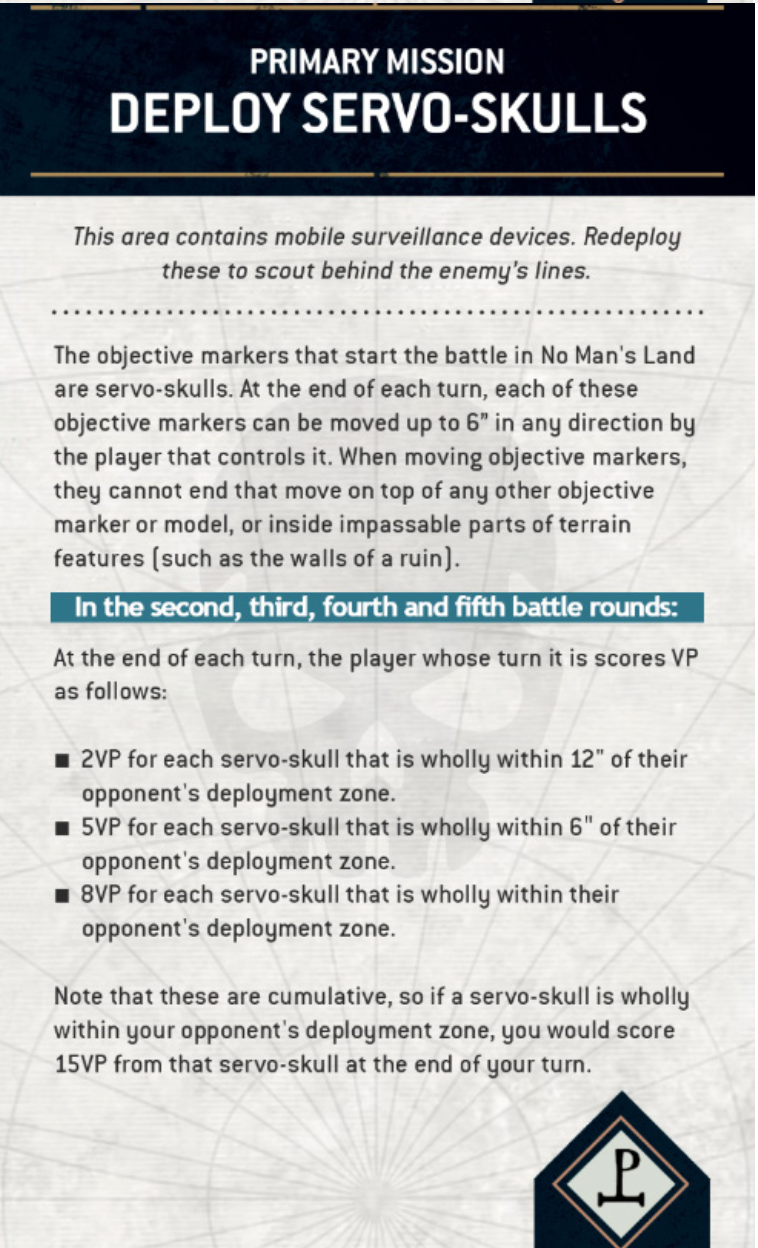 PRIMARY MISSION
DEPLOY SERVO-SKULLS
This area contains mobile surveillance devices. Redeploy
these to scout behind the enemy's lines.
The objective markers that start the battle in No Man's Land
are servo-skulls. At the end of each turn, each of these
objective markers can be moved up to 6” in any direction by
the player that controls it. When moving objective markers,
they cannot end that move on top of any other objective
marker or model, or inside impassable parts of terrain
features (such as the walls of a ruin).
In the second, third, fourth and fifth battle rounds:
At the end of each turn, the player whose turn it is scores VP
as follows:
■ 2VP for each servo-skull that is wholly within 12" of their
opponent's deployment zone.
■ 5VP for each servo-skull that is wholly within 6" of their
opponent's deployment zone.
■ 8VP for each servo-skull that is wholly within their
opponent's deployment zone.
Note that these are cumulative, so if a servo-skull is wholly
within your opponent's deployment zone, you would score
15VP from that servo-skull at the end of your turn.
P